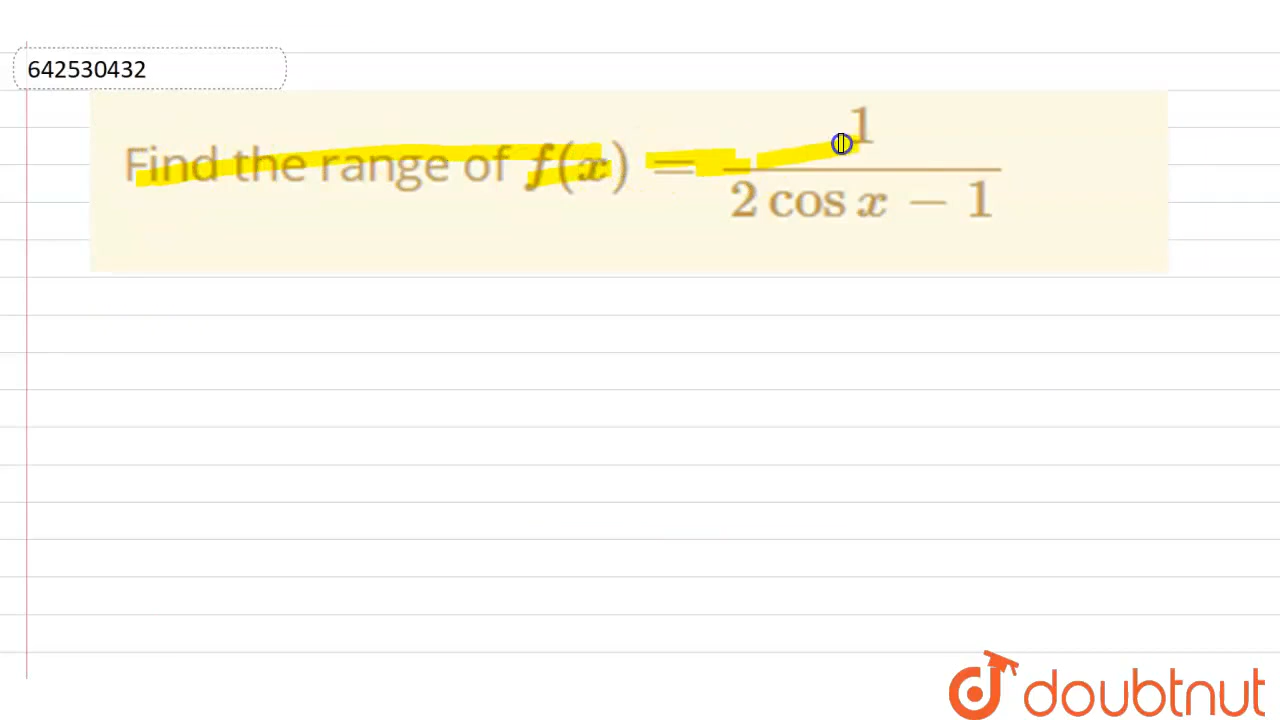 642530432
Find the range of f(x) = 1 / (2 cos x − 1)
doubtnut